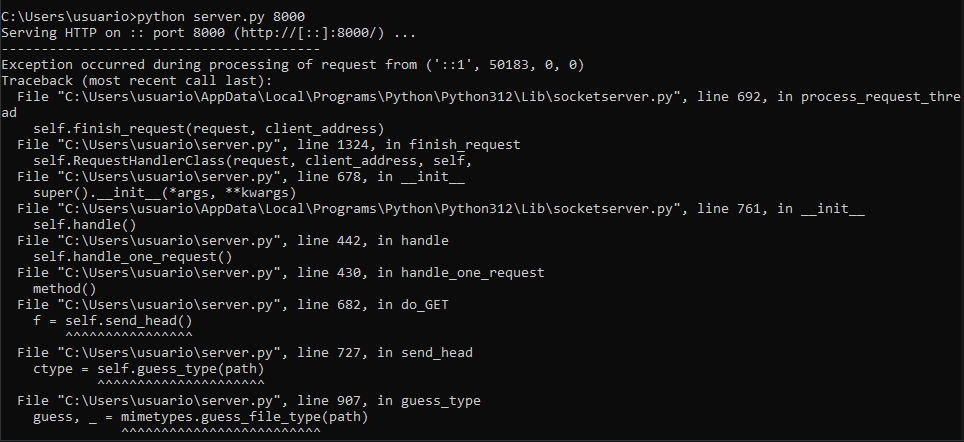 C:\Users\usuario>python server.py 8000
Serving HTTP on :: port 8000 (http://[::]:8000/) ...
----------------------------------------
Exception occurred during processing of request from ('::1', 50183, 0, 0)
Traceback (most recent call last):
  File "C:\Users\usuario\AppData\Local\Programs\Python\Python312\Lib\socketserver.py", line 692, in process_request_thre
ad
    self.finish_request(request, client_address)
  File "C:\Users\usuario\server.py", line 1324, in finish_request
    self.RequestHandlerClass(request, client_address, self,
  File "C:\Users\usuario\server.py", line 678, in __init__
    super().__init__(*args, **kwargs)
  File "C:\Users\usuario\AppData\Local\Programs\Python\Python312\Lib\socketserver.py", line 761, in __init__
    self.handle()
  File "C:\Users\usuario\server.py", line 442, in handle
    self.handle_one_request()
  File "C:\Users\usuario\server.py", line 430, in handle_one_request
    method()
  File "C:\Users\usuario\server.py", line 682, in do_GET
    f = self.send_head()
        ^^^^^^^^^^^^^^^^
  File "C:\Users\usuario\server.py", line 727, in send_head
    ctype = self.guess_type(path)
            ^^^^^^^^^^^^^^^^^^^^^
  File "C:\Users\usuario\server.py", line 907, in guess_type
    guess, _ = mimetypes.guess_file_type(path)
               ^^^^^^^^^^^^^^^^^^^^^^^^^